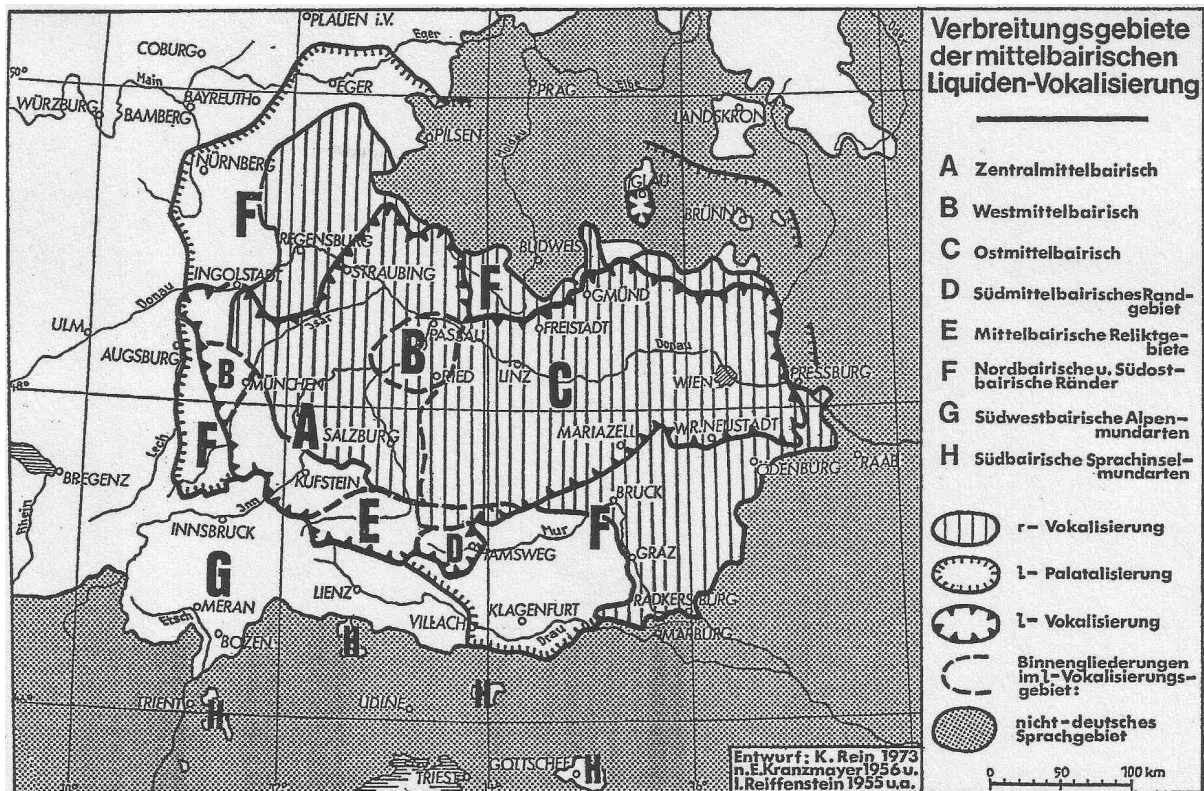 Verbreitungsgebiete
der mittelbairischen
Liquiden-Vokalisierung
A Zentralmittelbairisch
B Westmittelbairisch
C Ostmittelbairisch
D Südmittelbairisches Rand-
gebiet
E Mittelbairische Reliktge-
biete
F Nordbairische u. Südost-
bairische Ränder
G Südwestbairische Alpen-
mundarten
H Südbairische Sprachinsel-
mundarten
r-Vokalisierung
l-Palatalisierung
l-Vokalisierung
Binnengliederungen
im l-Vokalisierungs-
gebiet:
nicht-deutsches
Sprachgebiet
0 50 100 km
Entwurf: K. Rein 1973
n.E.Kranzmayer 1956 u.
I.Reiffenstein 1955 u.a.
PLAUEN i.V.
COBURG
Eger
50°
Main
EGER
PRAG
Elbe
WÜRZBURG
BAMBERG
BAYREUTH
LANDSKRON
PILSEN
NÜRNBERG
IGLAU
F
BRÜNN
REGENSBURG
BUDWEIS
INGOLSTADT
STRAUBING
F
GMÜND
Donau
ULM
Isar
PASSAU
FREISTADT
AUGSBURG
B
B
C
Donau
MÜNCHEN
RIED
LINZ
WIEN
PRESSBURG
48°
A
SALZBURG
MARIAZELL
WR.NEUSTADT
F
Lech
ÖDENBURG
RAAB
BREGENZ
KUFSTEIN
BRUCK
Rhein
Inn
E
INNSBRUCK
D
TAMSWEG
Mur
F
G
GRAZ
LIENZ
KLAGENFURT
RADKERSBURG
MERAN
VILLACH
Drau
MARBURG
Etsch
BOZEN
H
TRIENT
H
UDINE
H
TRIEST
GOTTSCHEE
H